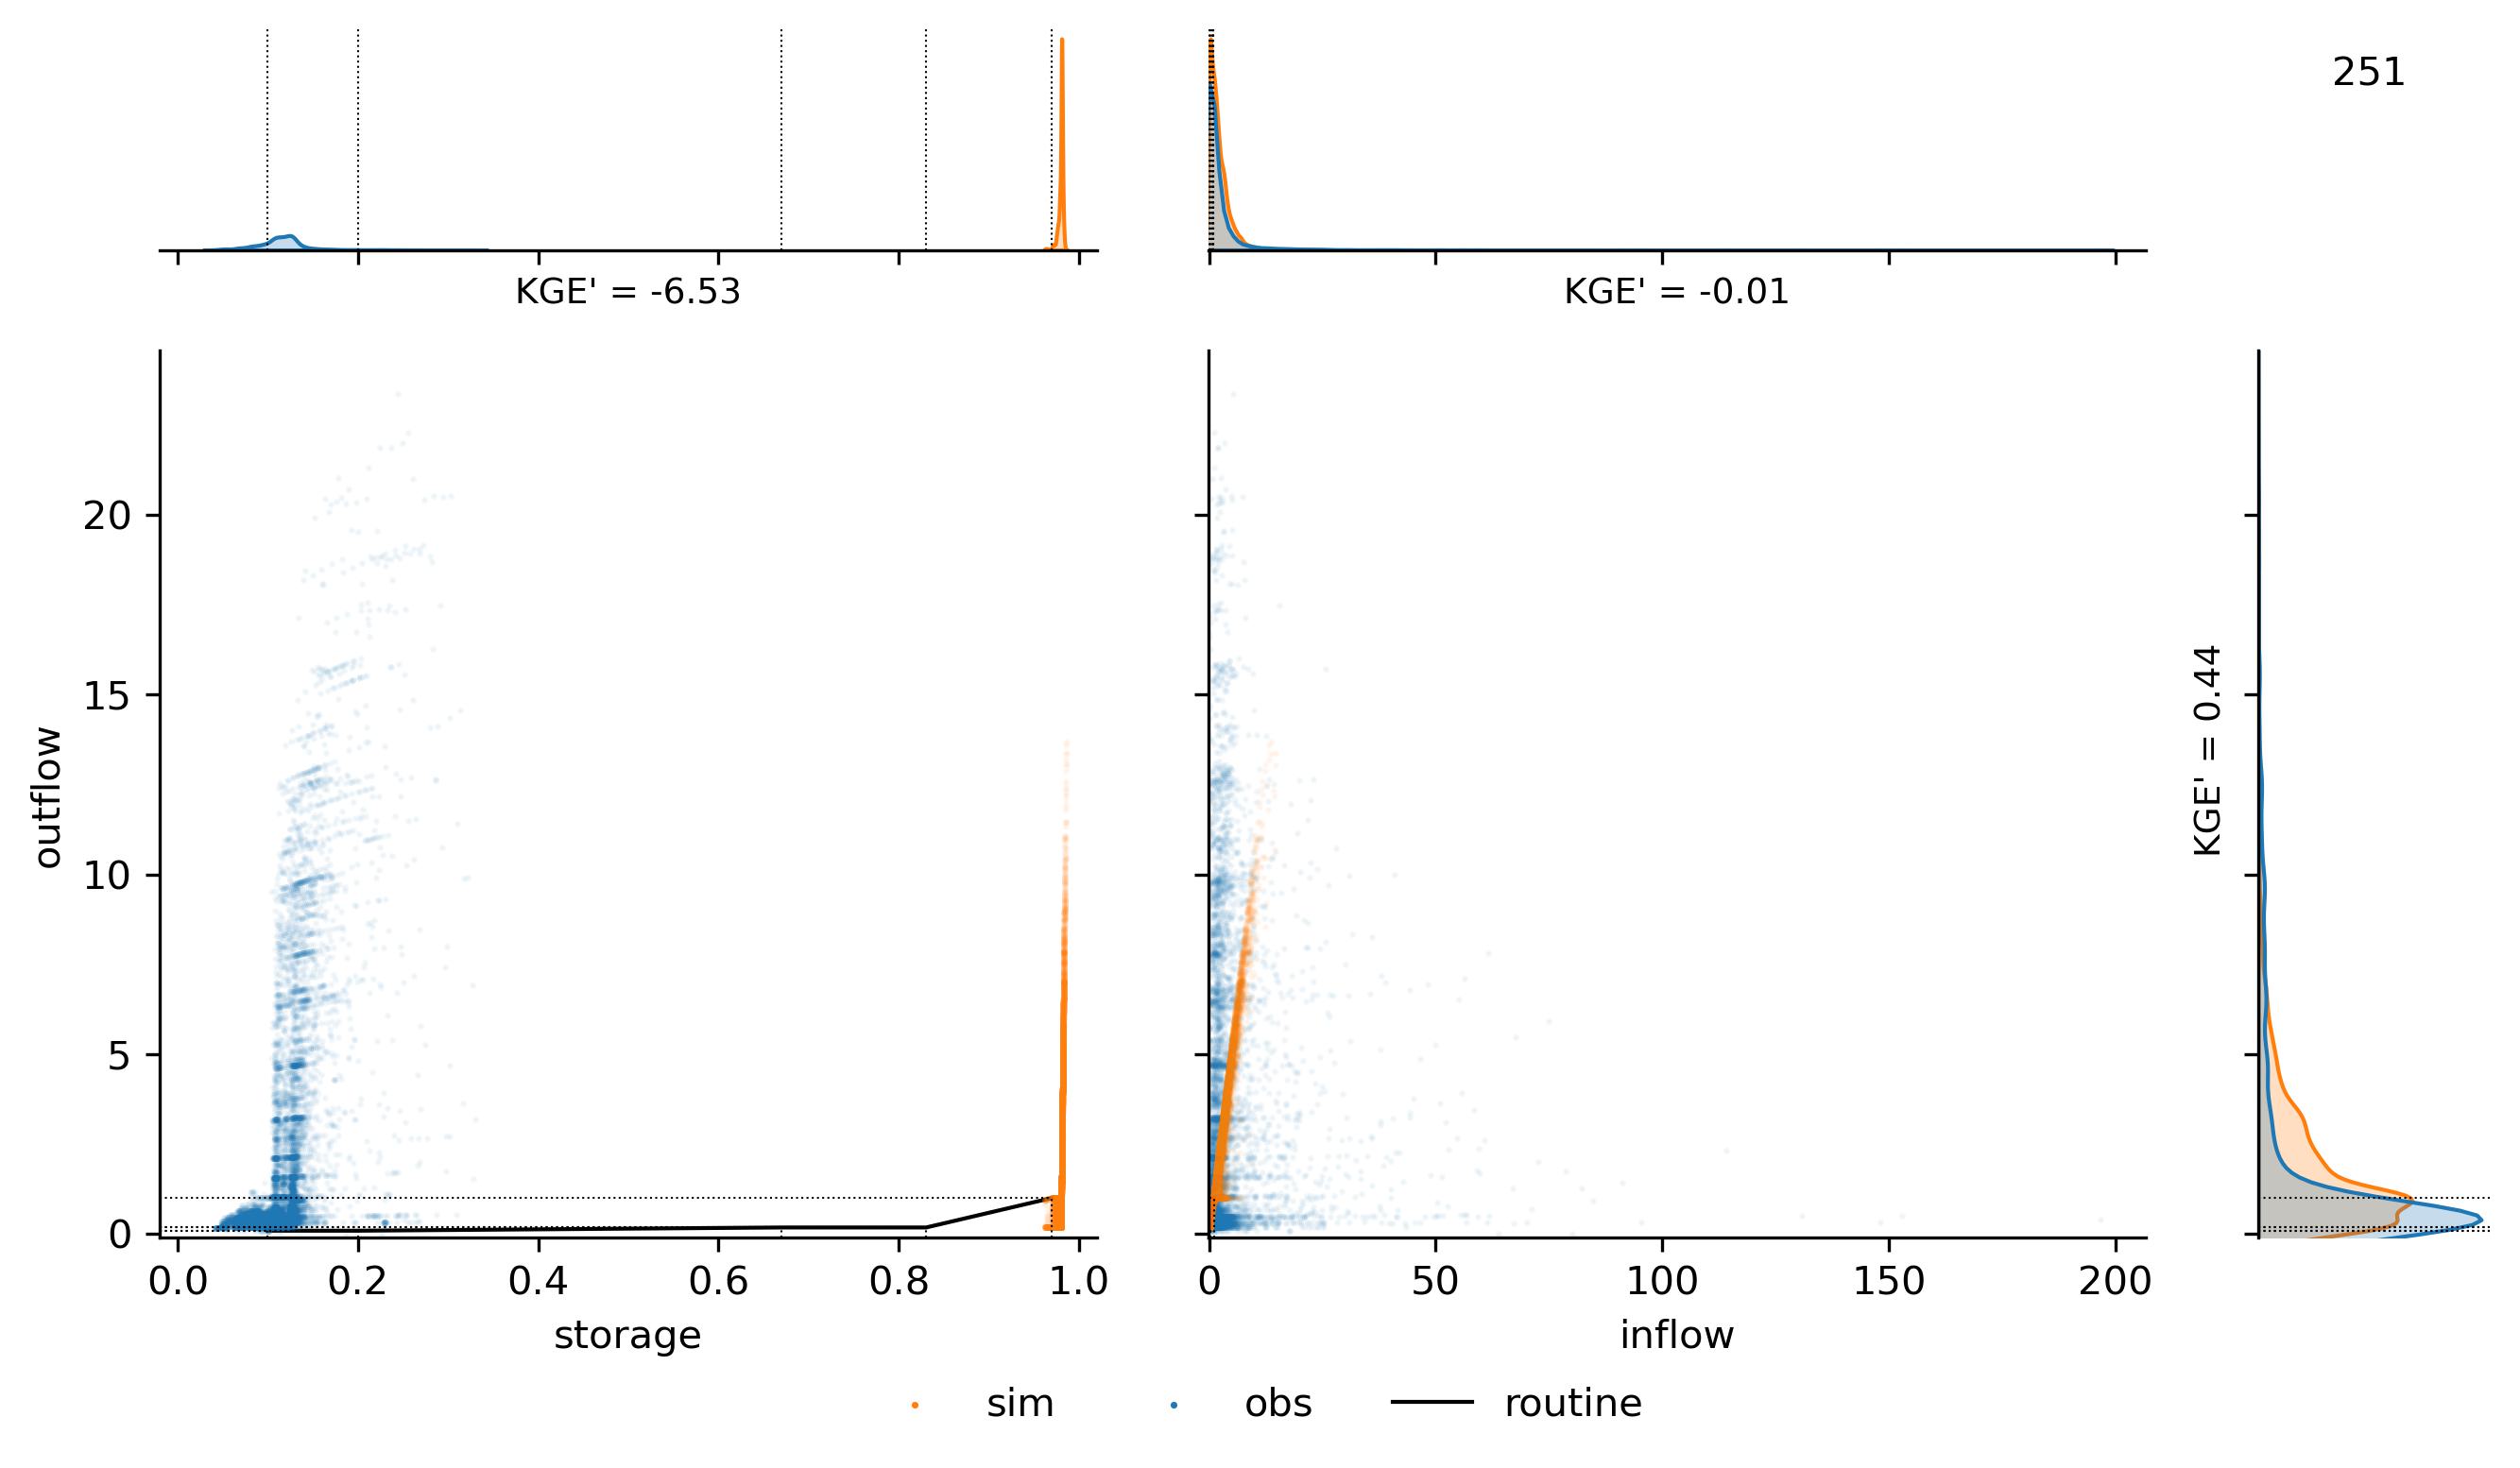 251
KGE' = -6.53
KGE' = -0.01
outflow
20
15
10
5
0
KGE' = 0.44
0.0 0.2 0.4 0.6 0.8 1.0
0 50 100 150 200
storage
inflow
sim obs routine